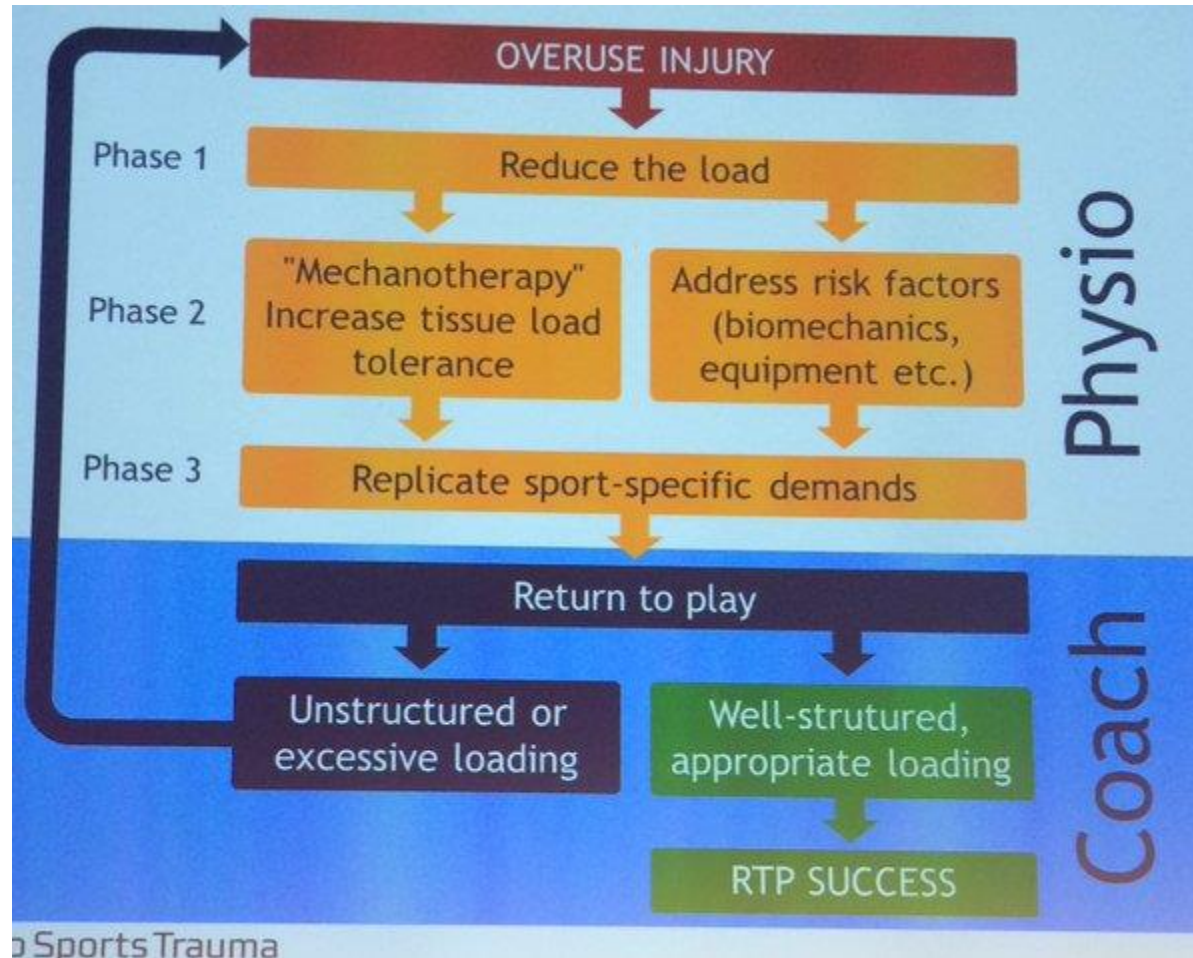 OVERUSE INJURY
Phase 1
Reduce the load
Phase 2
"Mechanotherapy"
Increase tissue load
tolerance
Address risk factors
(biomechanics,
equipment etc.)
Phase 3
Replicate sport-specific demands
Physio
Return to play
Unstructured or
excessive loading
Well-strutured,
appropriate loading
RTP SUCCESS
Coach
Sports Trauma